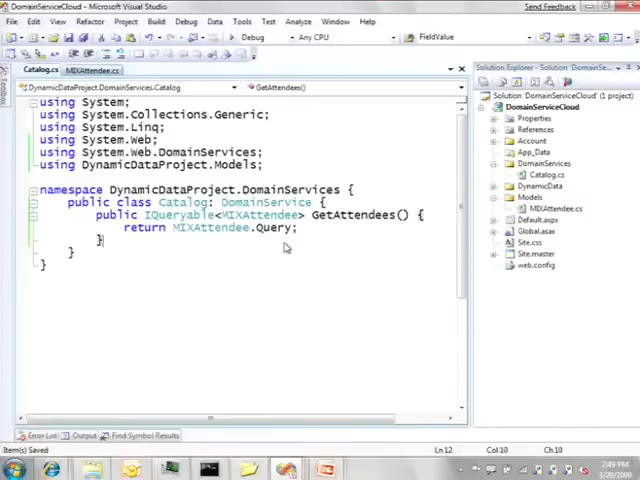 DomainServiceCloud - Microsoft Visual Studio
Send Feedback
File Edit View Refactor Project Build Debug Data Tools Test Analyze Window Help
Debug Any CPU FieldValue
Catalog.cs MIXAttendee.cs
DynamicDataProject.DomainServices.Catalog GetAttendees()
Toolbox
using System;
using System.Collections.Generic;
using System.Linq;
using System.Web;
using System.Web.DomainServices;
using DynamicDataProject.Models;
namespace DynamicDataProject.DomainServices {
public class Catalog: DomainService {
public IQueryable<MIXAttendee> GetAttendees() {
return MIXAttendee.Query;
}
}
}
Solution Explorer - Solution 'DomainSe...
Solution 'DomainServiceCloud' (1 project)
DomainServiceCloud
Properties
References
Account
App_Data
DomainServices
Catalog.cs
DynamicData
Models
MIXAttendee.cs
Default.aspx
Global.asax
Site.css
Site.master
web.config
Error List Output Find Symbol Results
Item(s) Saved Ln 12 Col 10 Ch 10
2:49 PM
3/20/2009